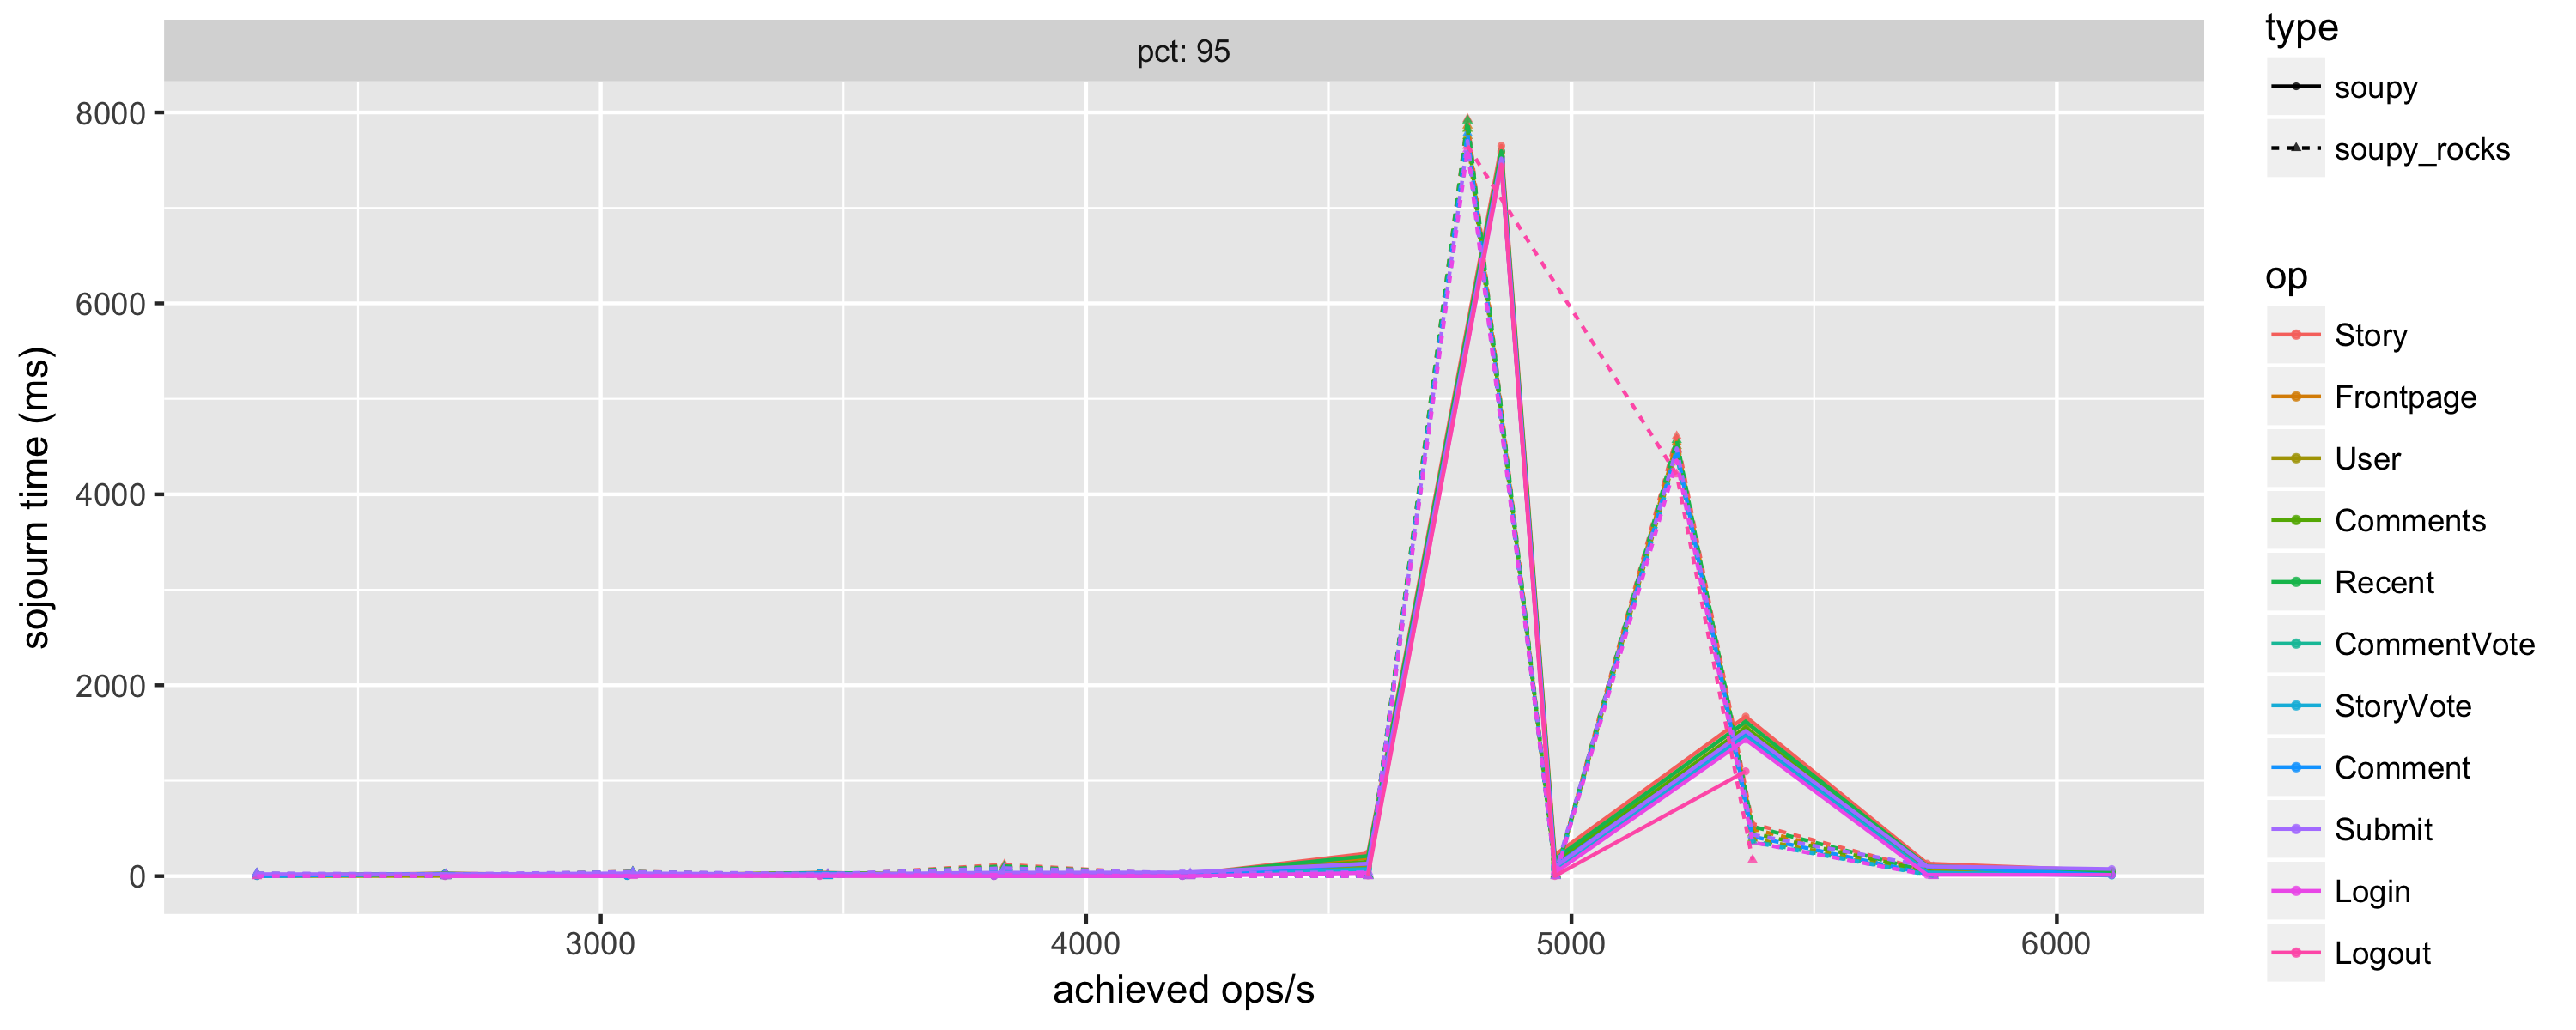 pct: 95
8000
6000
4000
2000
0
sojourn time (ms)
3000
4000
5000
6000
achieved ops/s
type
soupy
soupy_rocks
op
Story
Frontpage
User
Comments
Recent
CommentVote
StoryVote
Comment
Submit
Login
Logout